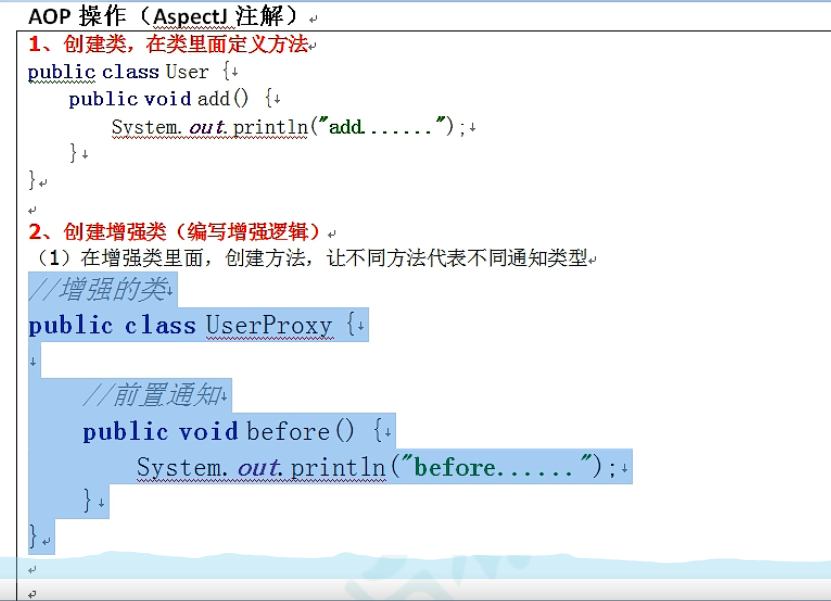 AOP 操作（AspectJ 注解）
1、创建类，在类里面定义方法
public class User {
public void add() {
System.out.println("add.......");
}
}
2、创建增强类（编写增强逻辑）
（1）在增强类里面，创建方法，让不同方法代表不同通知类型
//增强的类
public class UserProxy {
//前置通知
public void before() {
System.out.println("before......");
}
}